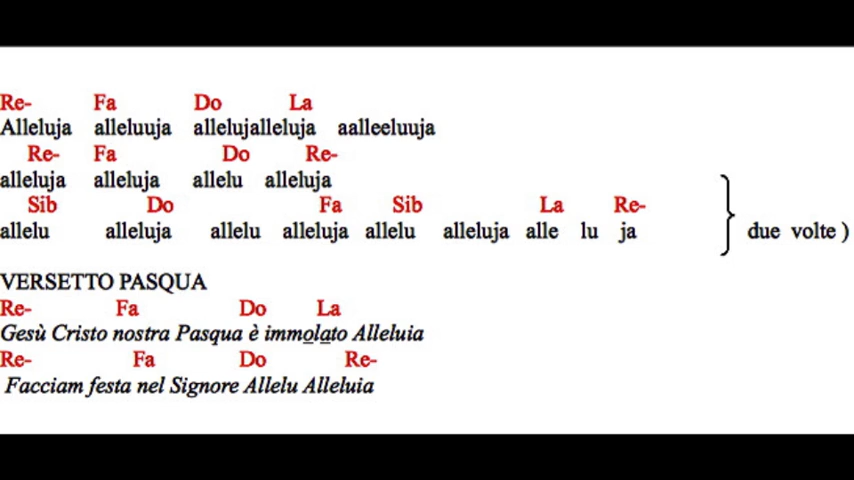 Re- Fa Do La
Alleluja alleluuja allelujalleluja aalleeluuja
Re- Fa Do Re-
alleluja alleluja allelu alleluja
Sib Do Fa Sib La Re-
allelu alleluja allelu alleluja allelu alleluja alle lu ja } due volte )
VERSETTO PASQUA
Re- Fa Do La
Gesù Cristo nostra Pasqua è immolato Alleluia
Re- Fa Do Re-
Facciam festa nel Signore Allelu Alleluia